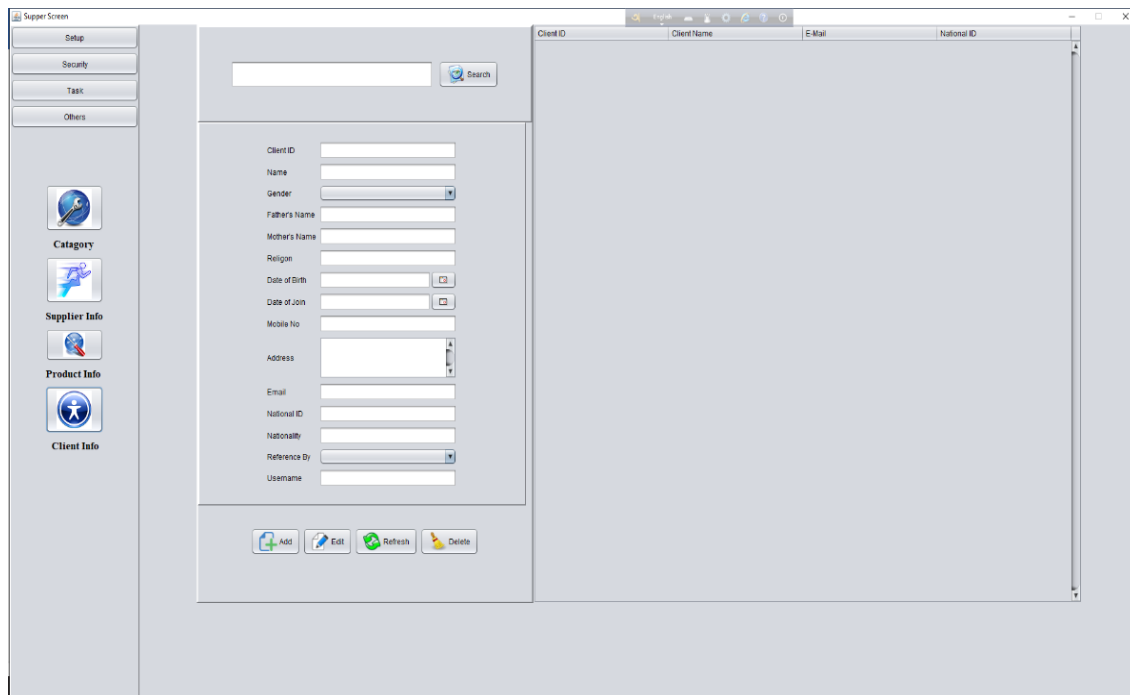 Supper Screen
English
Setup
Security
Task
Others
Catagory
Supplier Info
Product Info
Client Info
Search
Client ID
Name
Gender
Father's Name
Mother's Name
Religon
Date of Birth
Date of Join
Mobile No
Address
Email
National ID
Nationality
Reference By
Username
Add Edit Refresh Delete
Client ID Client Name E-Mail National ID